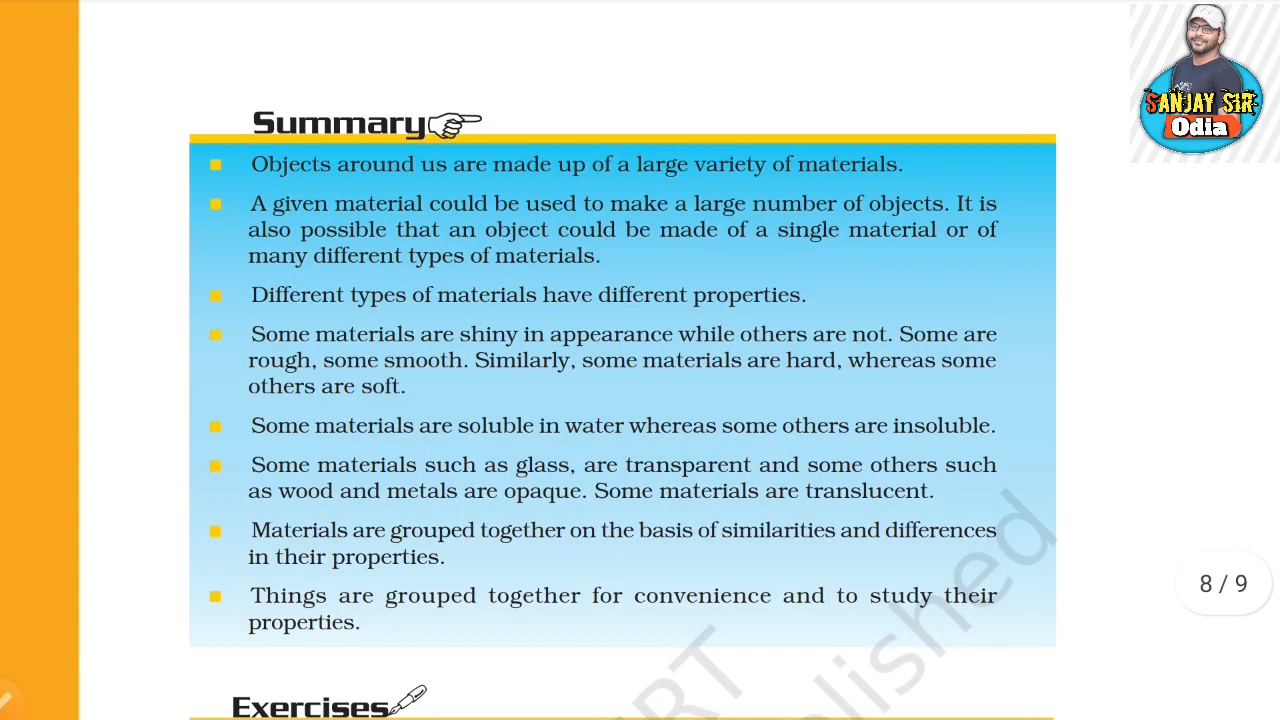 SANJAY SIR
Odia
Summary
Objects around us are made up of a large variety of materials.
A given material could be used to make a large number of objects. It is
also possible that an object could be made of a single material or of
many different types of materials.
Different types of materials have different properties.
Some materials are shiny in appearance while others are not. Some are
rough, some smooth. Similarly, some materials are hard, whereas some
others are soft.
Some materials are soluble in water whereas some others are insoluble.
Some materials such as glass, are transparent and some others such
as wood and metals are opaque. Some materials are translucent.
Materials are grouped together on the basis of similarities and differences
in their properties.
Things are grouped together for convenience and to study their
properties.
8 / 9
Exercises